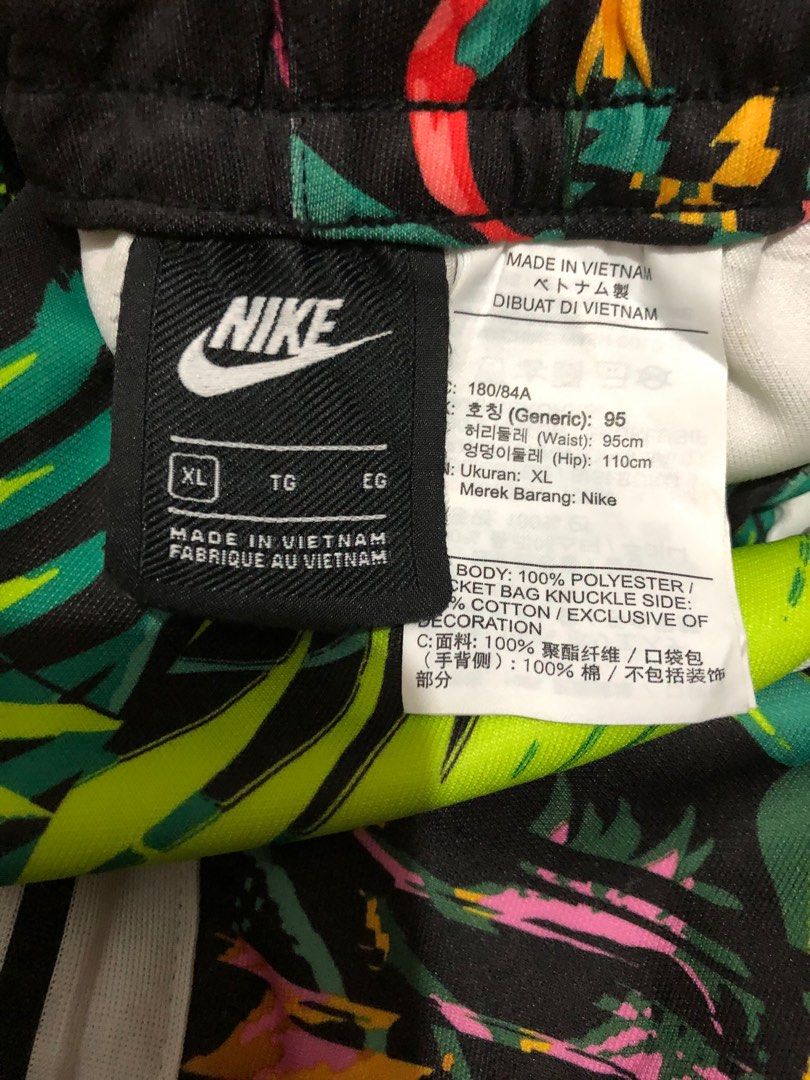 NIKE
XL TG EG
MADE IN VIETNAM
FABRIQUE AU VIETNAM
MADE IN VIETNAM
ベトナム製
DIBUAT DI VIETNAM
: 180/84A
: 호칭 (Generic): 95
허리둘레 (Waist): 95cm
엉덩이둘레 (Hip): 110cm
N: Ukuran: XL
Merek Barang: Nike
BODY: 100% POLYESTER /
CKET BAG KNUCKLE SIDE:
% COTTON / EXCLUSIVE OF
DECORATION
C:面料: 100% 聚酯纤维 / 口袋包
(手背侧) : 100% 棉 / 不包括装饰
部分